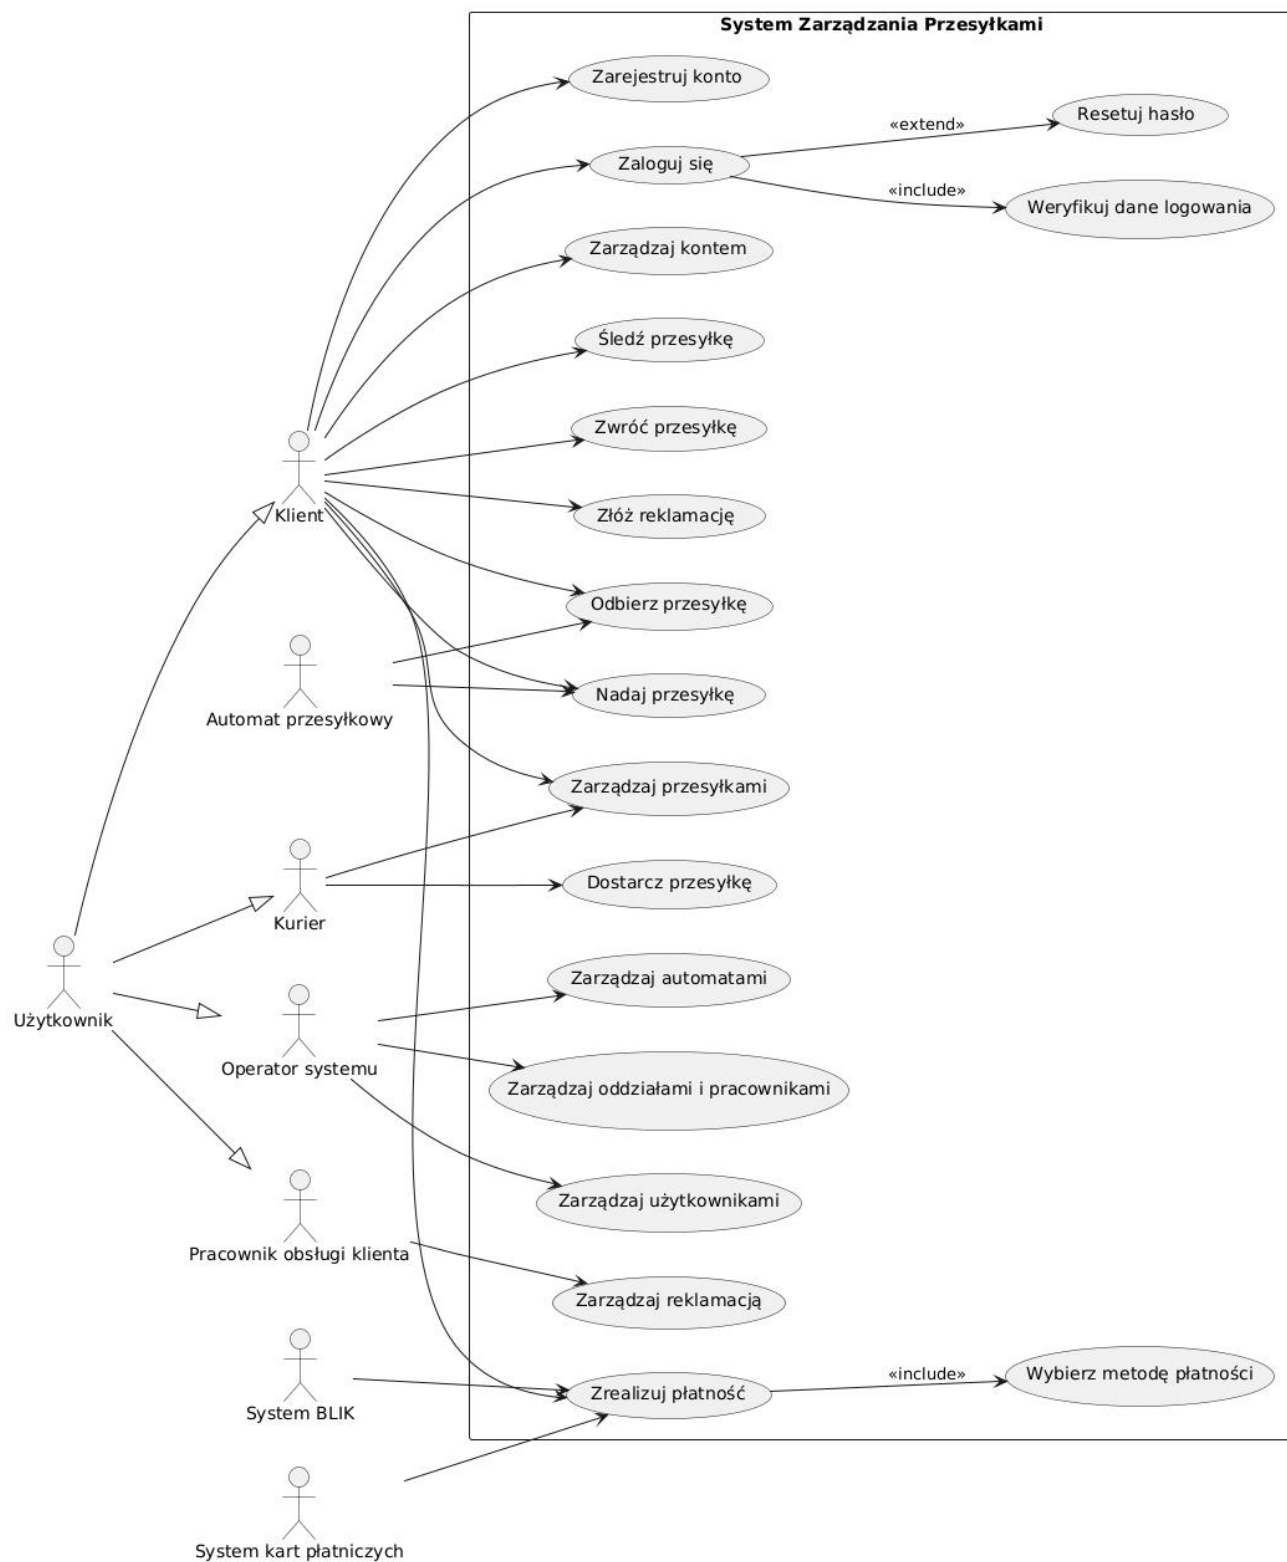 System Zarządzania Przesyłkami
Zarejestruj konto
«extend»
Resetuj hasło
Zaloguj się
«include»
Weryfikuj dane logowania
Zarządzaj kontem
Śledź przesyłkę
Zwróć przesyłkę
Klient
Złóż reklamację
Odbierz przesyłkę
Automat przesyłkowy
Nadaj przesyłkę
Zarządzaj przesyłkami
Kurier
Dostarcz przesyłkę
Użytkownik
Zarządzaj automatami
Operator systemu
Zarządzaj oddziałami i pracownikami
Zarządzaj użytkownikami
Pracownik obsługi klienta
Zarządzaj reklamacją
System BLIK
Zrealizuj płatność
«include»
Wybierz metodę płatności
System kart płatniczych